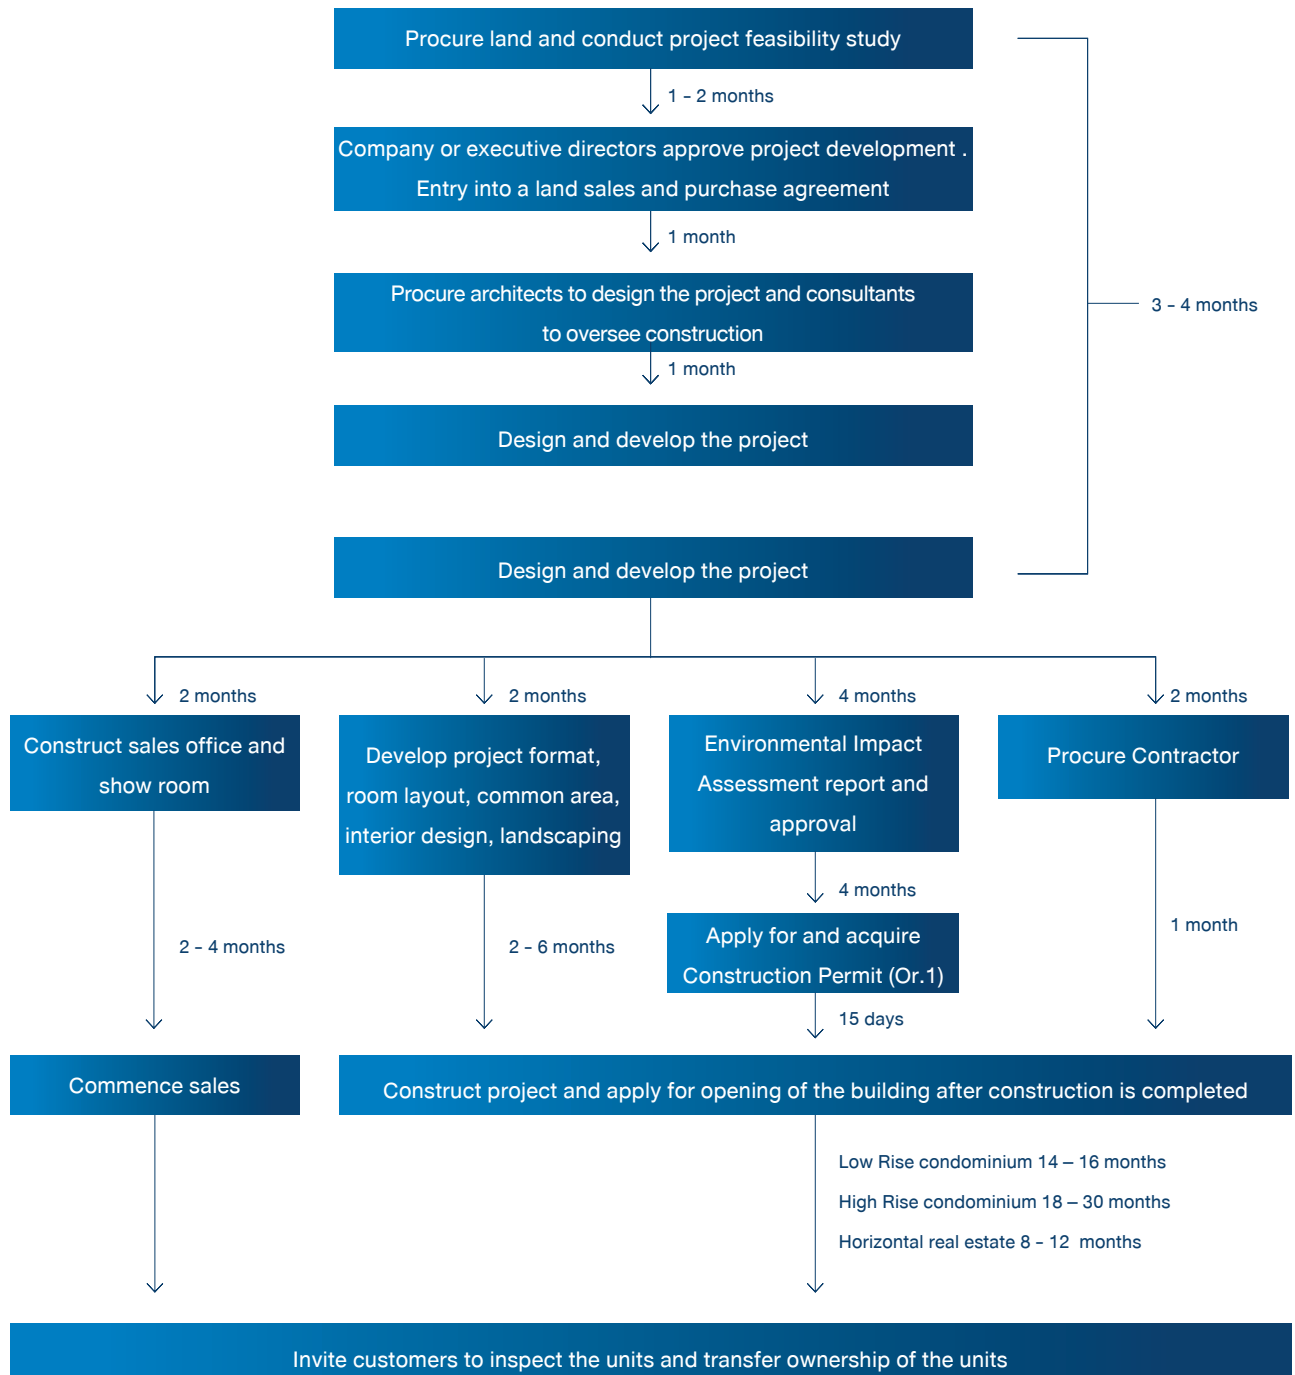 Procure land and conduct project feasibility study
1 - 2 months
Company or executive directors approve project development .
Entry into a land sales and purchase agreement
1 month
Procure architects to design the project and consultants
to oversee construction
3 - 4 months
1 month
Design and develop the project
Design and develop the project
2 months
2 months
4 months
2 months
Construct sales office and
show room
Develop project format,
room layout, common area,
interior design, landscaping
Environmental Impact
Assessment report and
approval
Procure Contractor
4 months
Apply for and acquire
Construction Permit (Or.1)
2 - 4 months
2 - 6 months
1 month
15 days
Commence sales
Construct project and apply for opening of the building after construction is completed
Low Rise condominium 14 – 16 months
High Rise condominium 18 – 30 months
Horizontal real estate 8 - 12 months
Invite customers to inspect the units and transfer ownership of the units